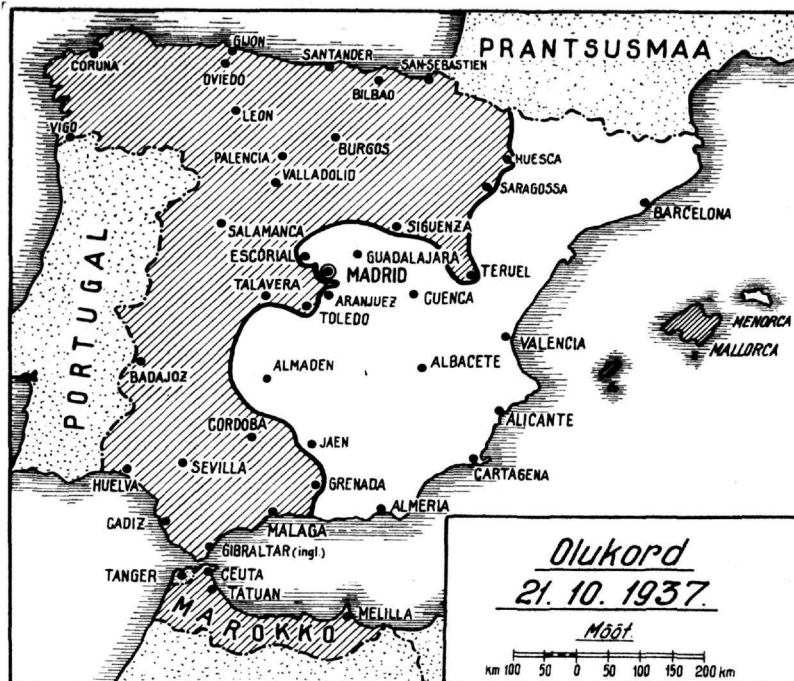 PRANTSUSMAA
CORUNA
GIJON
OVIEDO
SANTANDER
BILBAO
SAN-SEBASTIEN
LEON
VIGO
BURGOS
PALENCIA
VALLADOLID
HUESCA
SARAGOSSA
BARCELONA
SALAMANCA
SIGUENZA
ESCORIAL
GUADALAJARA
MADRID
TERUEL
TALAVERA
ARANJUEZ
CUENCA
TOLEDO
PORTUGAL
MENORCA
MALLORCA
VALENCIA
BADAJOZ
ALMADEN
ALBACETE
ALICANTE
CORDOBA
JAEN
SEVILLA
CARTAGENA
HUELVA
GRENADA
CADIZ
MALAGA
ALMERIA
GIBRALTAR (ingl.)
TANGER
CEUTA
TATUAN
MELILLA
MAROKKO
Olukord
21. 10. 1937.
Mõõt.
km 100 50 0 50 100 150 200 km